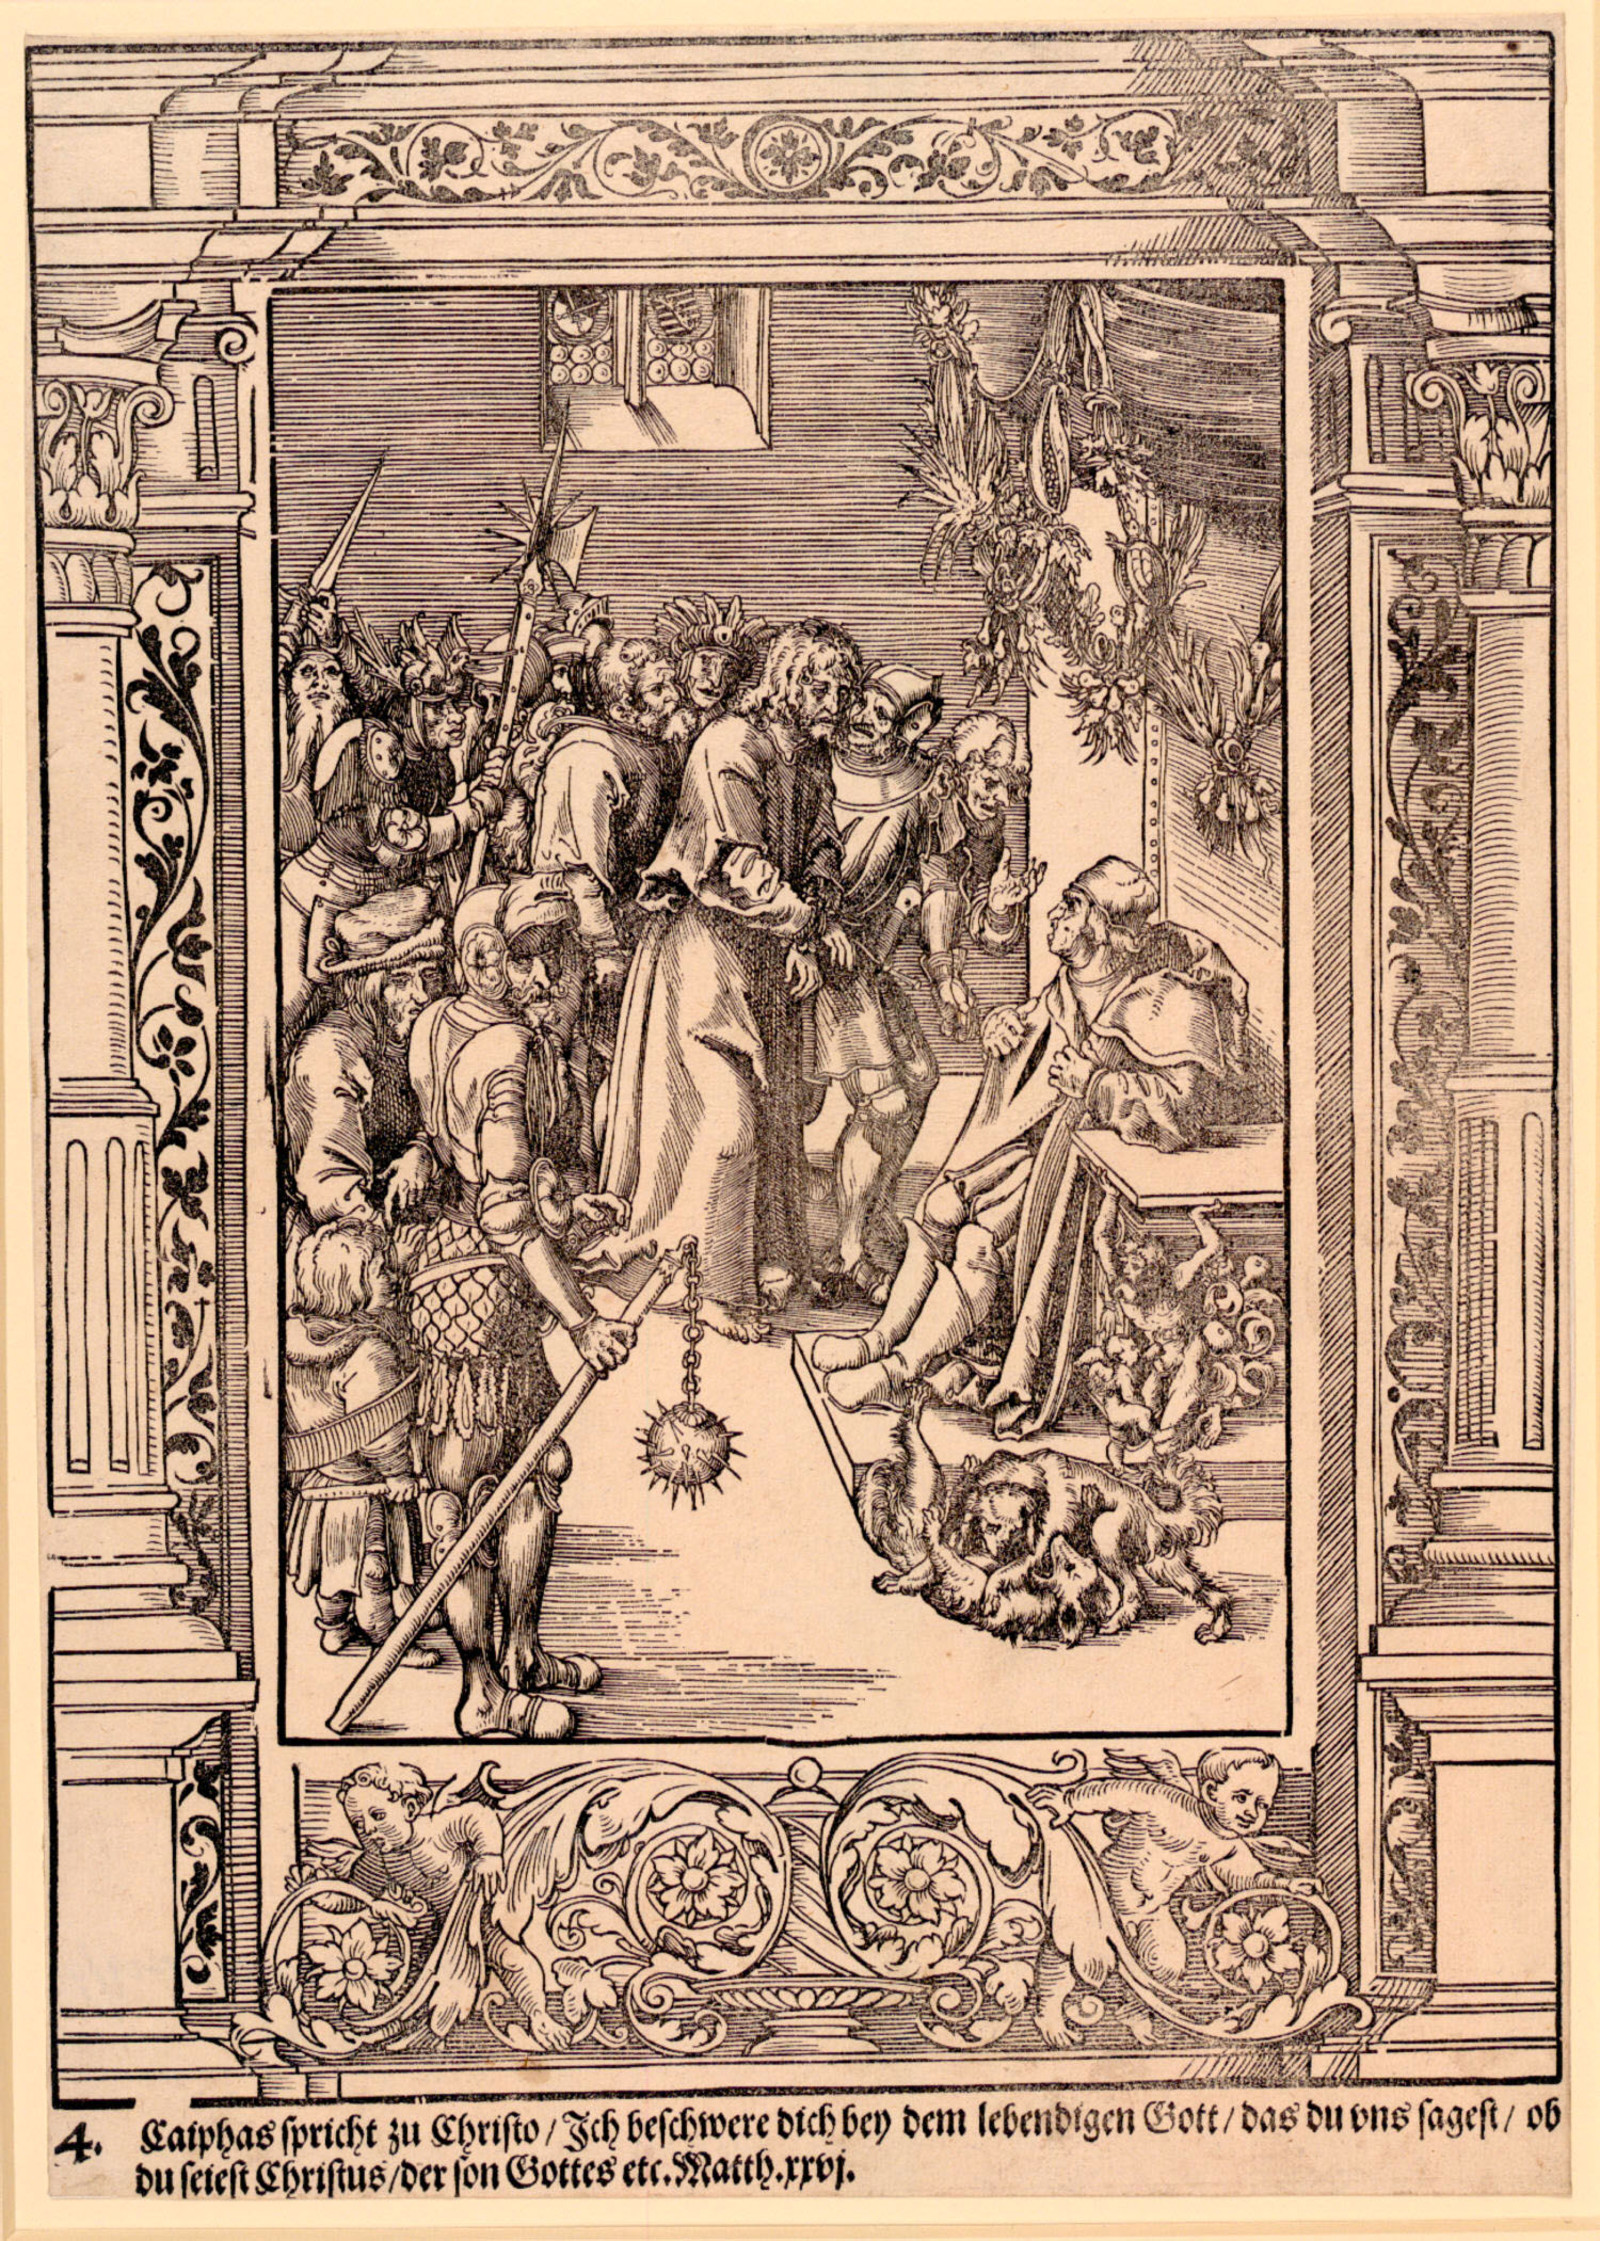 4. Caiphas spricht zu Christo / Ich beschwere dich bey dem lebendigen Gott / das du vns sagest / ob
du seiest Christus / der son Gottes etc. Matth. xxvj.